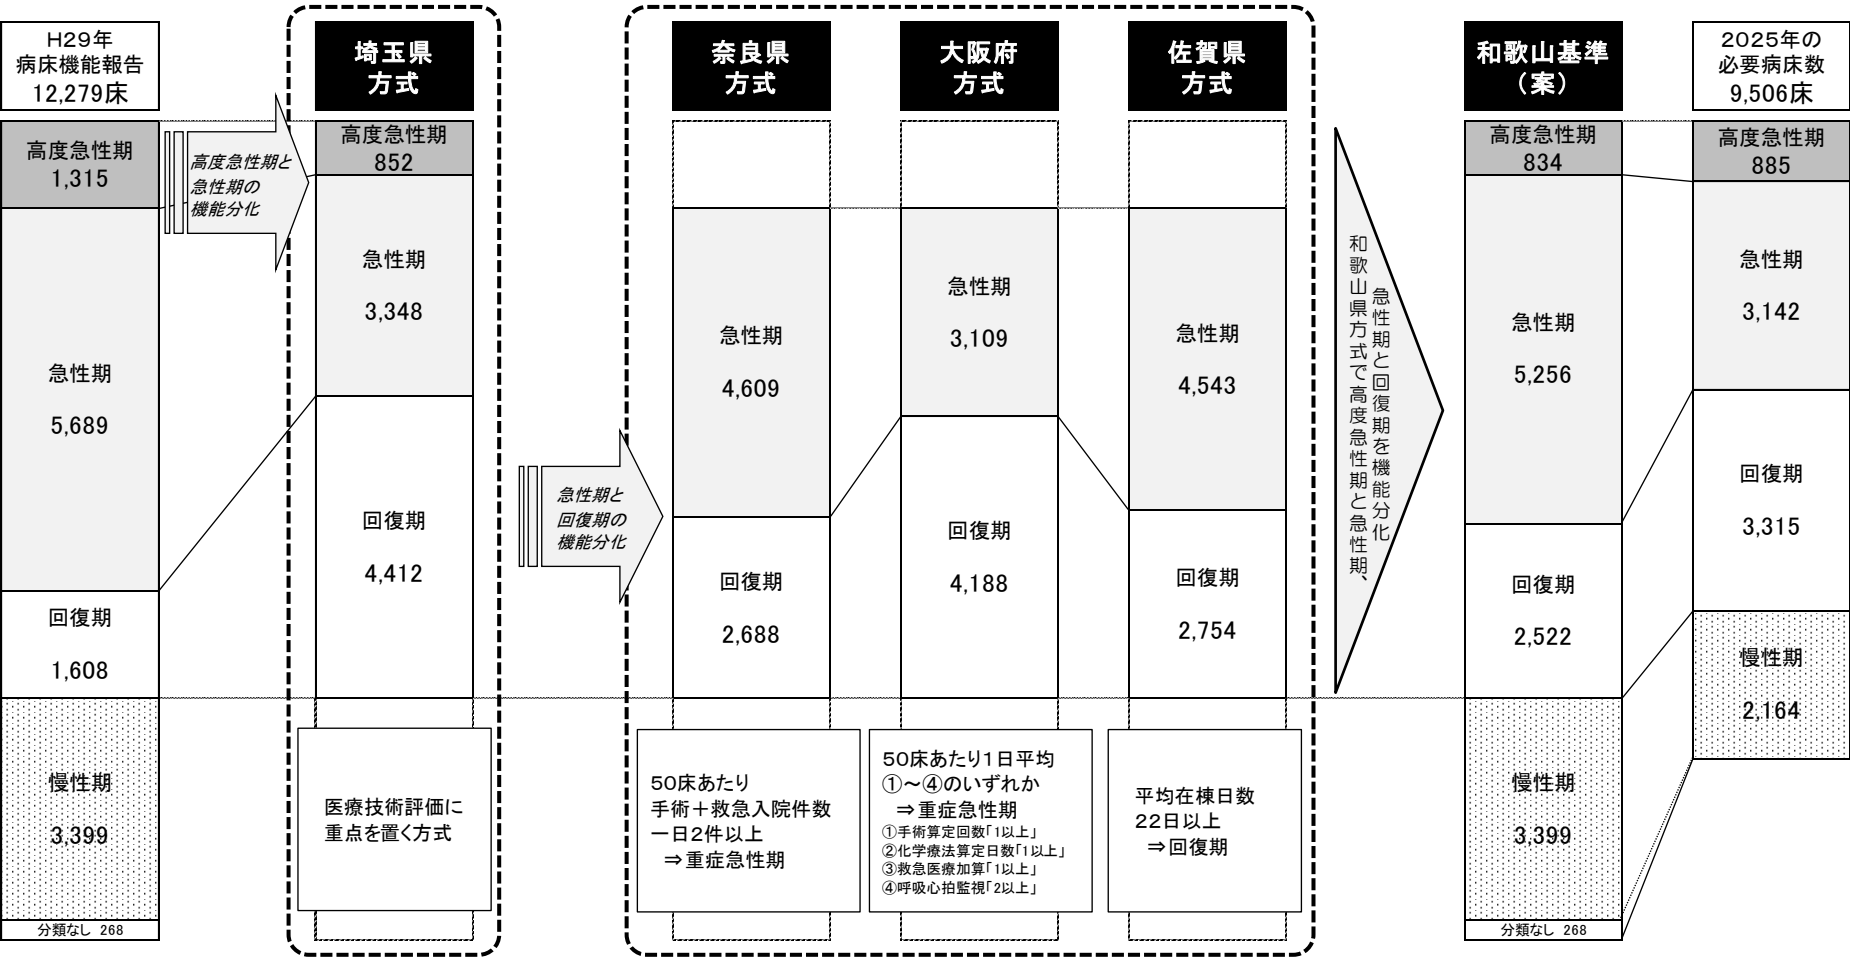 H29年
病床機能報告
12,279床
高度急性期
1,315
急性期
5,689
回復期
1,608
慢性期
3,399
分類なし 268
高度急性期と
急性期の
機能分化
埼玉県
方式
高度急性期
852
急性期
3,348
回復期
4,412
医療技術評価に
重点を置く方式
急性期と
回復期の
機能分化
奈良県
方式
急性期
4,609
回復期
2,688
50床あたり
手術＋救急入院件数
一日2件以上
⇒重症急性期
大阪府
方式
急性期
3,109
回復期
4,188
50床あたり1日平均
①～④のいずれか
⇒重症急性期
①手術算定回数「1以上」
②化学療法算定日数「1以上」
③救急医療加算「1以上」
④呼吸心拍監視「2以上」
佐賀県
方式
急性期
4,543
回復期
2,754
平均在棟日数
22日以上
⇒回復期
和歌山県方式で高度急性期と急性期、
急性期と回復期を機能分化
和歌山基準
（案）
高度急性期
834
急性期
5,256
回復期
2,522
慢性期
3,399
分類なし 268
2025年の
必要病床数
9,506床
高度急性期
885
急性期
3,142
回復期
3,315
慢性期
2,164